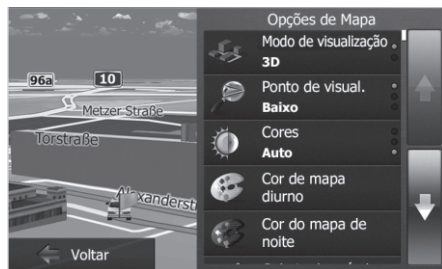 Opções de Mapa
Modo de visualização
3D
Ponto de visual.
Baixo
Cores
Auto
Cor de mapa
diurno
Cor do mapa de
noite
96a
10
Metzer Straße
Torstraße
Voltar